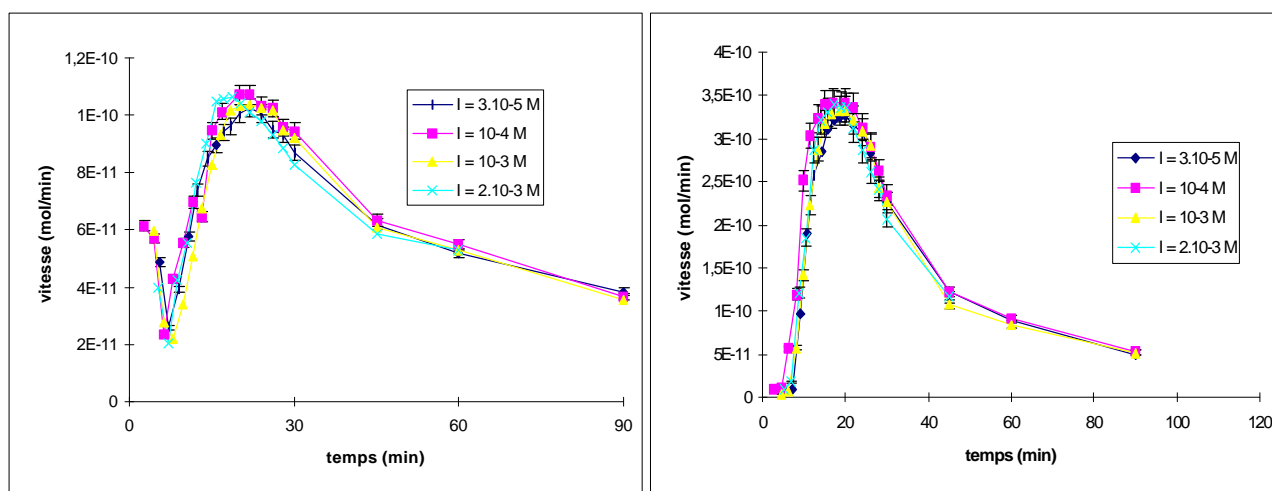 1,2E-10
1E-10
8E-11
6E-11
4E-11
2E-11
0
vitesse (mol/min)
I = 3.10-5 M
I = 10-4 M
I = 10-3 M
I = 2.10-3 M
0 30 60 90
temps (min)
4E-10
3,5E-10
3E-10
2,5E-10
2E-10
1,5E-10
1E-10
5E-11
0
vitesse (mol/min)
I = 3.10-5 M
I = 10-4 M
I = 10-3 M
I = 2.10-3 M
0 20 40 60 80 100 120
temps (min)